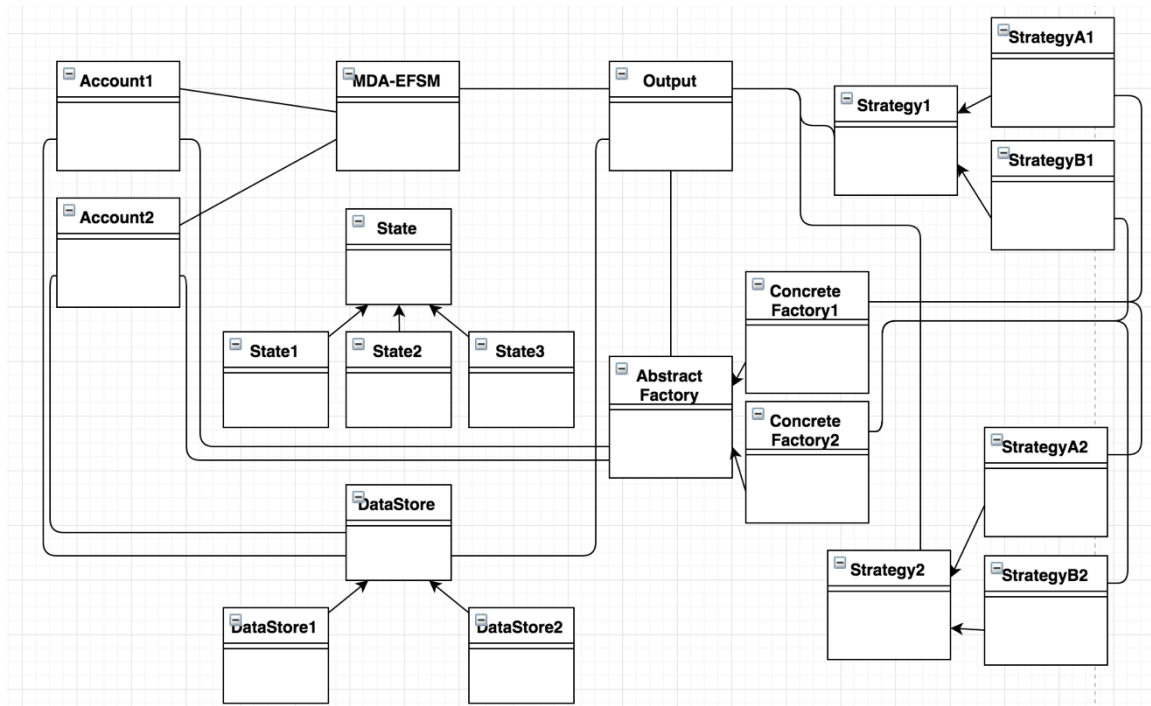 StrategyA1
Account1
MDA-EFSM
Output
Strategy1
StrategyB1
Account2
State
Concrete
Factory1
State1
State2
State3
Abstract
Factory
Concrete
Factory2
StrategyA2
DataStore
Strategy2
StrategyB2
DataStore1
DataStore2